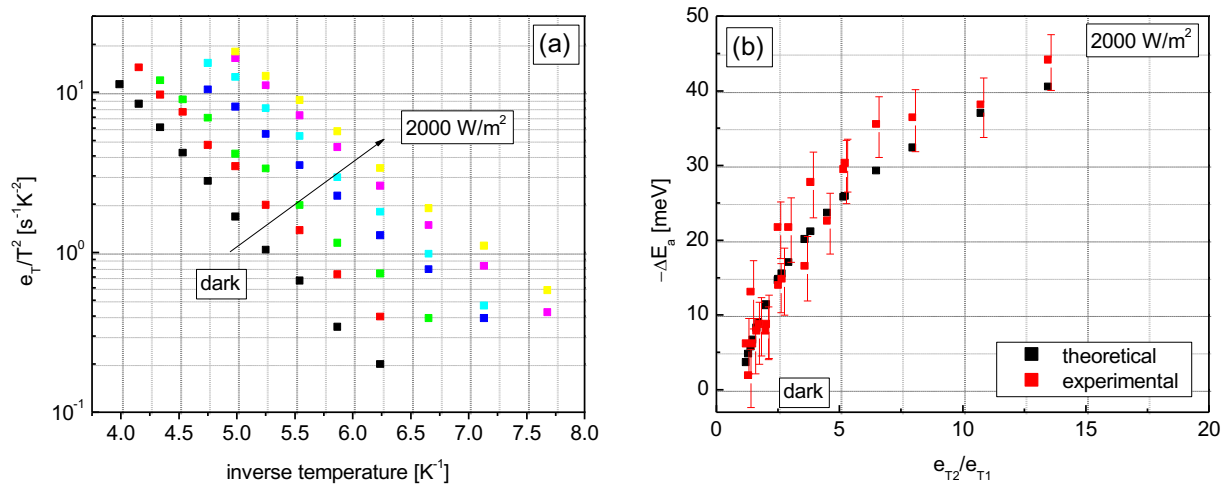 (a)
2000 W/m²
dark
e_T/T² [s⁻¹K⁻²]
10¹
10⁰
10⁻¹
4.0 4.5 5.0 5.5 6.0 6.5 7.0 7.5 8.0
inverse temperature [K⁻¹]
(b)
2000 W/m²
-ΔE_a [meV]
50
40
30
20
10
0
theoretical
experimental
dark
0 5 10 15 20
e_T2/e_T1